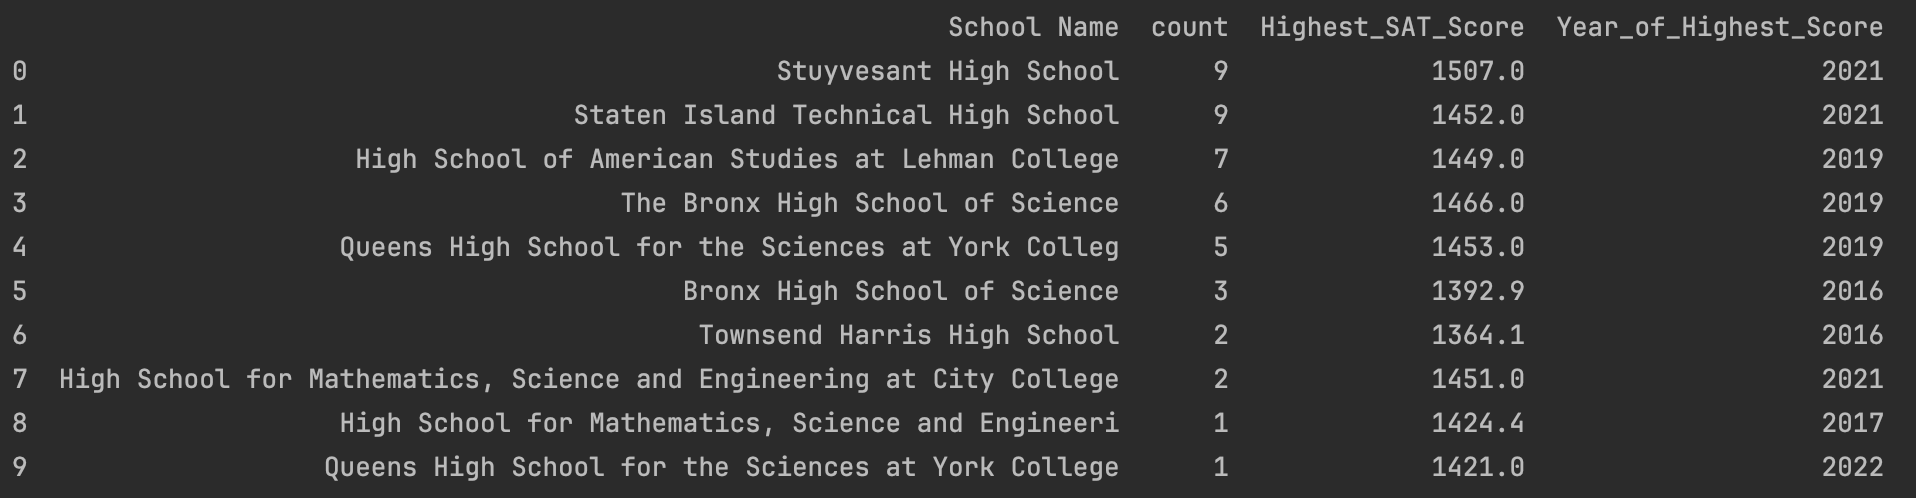 School Name count Highest_SAT_Score Year_of_Highest_Score
0 Stuyvesant High School 9 1507.0 2021
1 Staten Island Technical High School 9 1452.0 2021
2 High School of American Studies at Lehman College 7 1449.0 2019
3 The Bronx High School of Science 6 1466.0 2019
4 Queens High School for the Sciences at York Colleg 5 1453.0 2019
5 Bronx High School of Science 3 1392.9 2016
6 Townsend Harris High School 2 1364.1 2016
7 High School for Mathematics, Science and Engineering at City College 2 1451.0 2021
8 High School for Mathematics, Science and Engineeri 1 1424.4 2017
9 Queens High School for the Sciences at York College 1 1421.0 2022